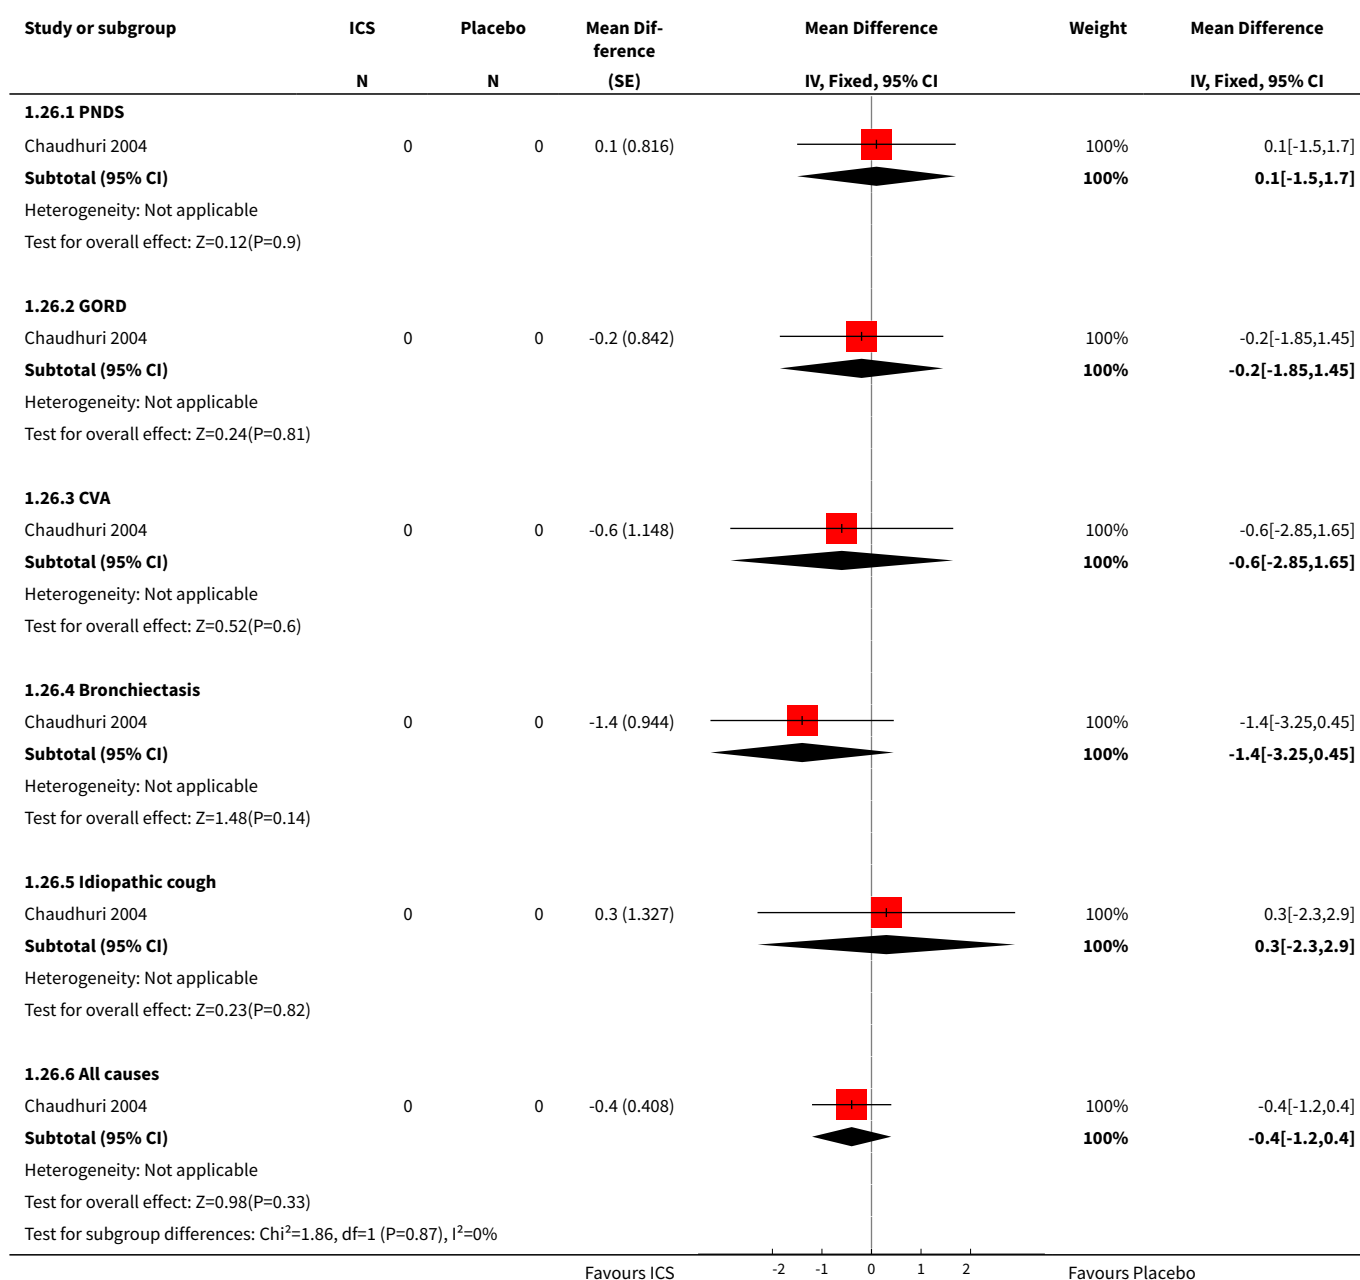 Study or subgroup ICS Placebo Mean Dif- Mean Difference Weight Mean Difference
ference
N N (SE) IV, Fixed, 95% CI IV, Fixed, 95% CI
1.26.1 PNDS
Chaudhuri 2004 0 0 0.1 (0.816) 100% 0.1[-1.5,1.7]
Subtotal (95% CI) 100% 0.1[-1.5,1.7]
Heterogeneity: Not applicable
Test for overall effect: Z=0.12(P=0.9)
1.26.2 GORD
Chaudhuri 2004 0 0 -0.2 (0.842) 100% -0.2[-1.85,1.45]
Subtotal (95% CI) 100% -0.2[-1.85,1.45]
Heterogeneity: Not applicable
Test for overall effect: Z=0.24(P=0.81)
1.26.3 CVA
Chaudhuri 2004 0 0 -0.6 (1.148) 100% -0.6[-2.85,1.65]
Subtotal (95% CI) 100% -0.6[-2.85,1.65]
Heterogeneity: Not applicable
Test for overall effect: Z=0.52(P=0.6)
1.26.4 Bronchiectasis
Chaudhuri 2004 0 0 -1.4 (0.944) 100% -1.4[-3.25,0.45]
Subtotal (95% CI) 100% -1.4[-3.25,0.45]
Heterogeneity: Not applicable
Test for overall effect: Z=1.48(P=0.14)
1.26.5 Idiopathic cough
Chaudhuri 2004 0 0 0.3 (1.327) 100% 0.3[-2.3,2.9]
Subtotal (95% CI) 100% 0.3[-2.3,2.9]
Heterogeneity: Not applicable
Test for overall effect: Z=0.23(P=0.82)
1.26.6 All causes
Chaudhuri 2004 0 0 -0.4 (0.408) 100% -0.4[-1.2,0.4]
Subtotal (95% CI) 100% -0.4[-1.2,0.4]
Heterogeneity: Not applicable
Test for overall effect: Z=0.98(P=0.33)
Test for subgroup differences: Chi²=1.86, df=1 (P=0.87), I²=0%
Favours ICS -2 -1 0 1 2 Favours Placebo